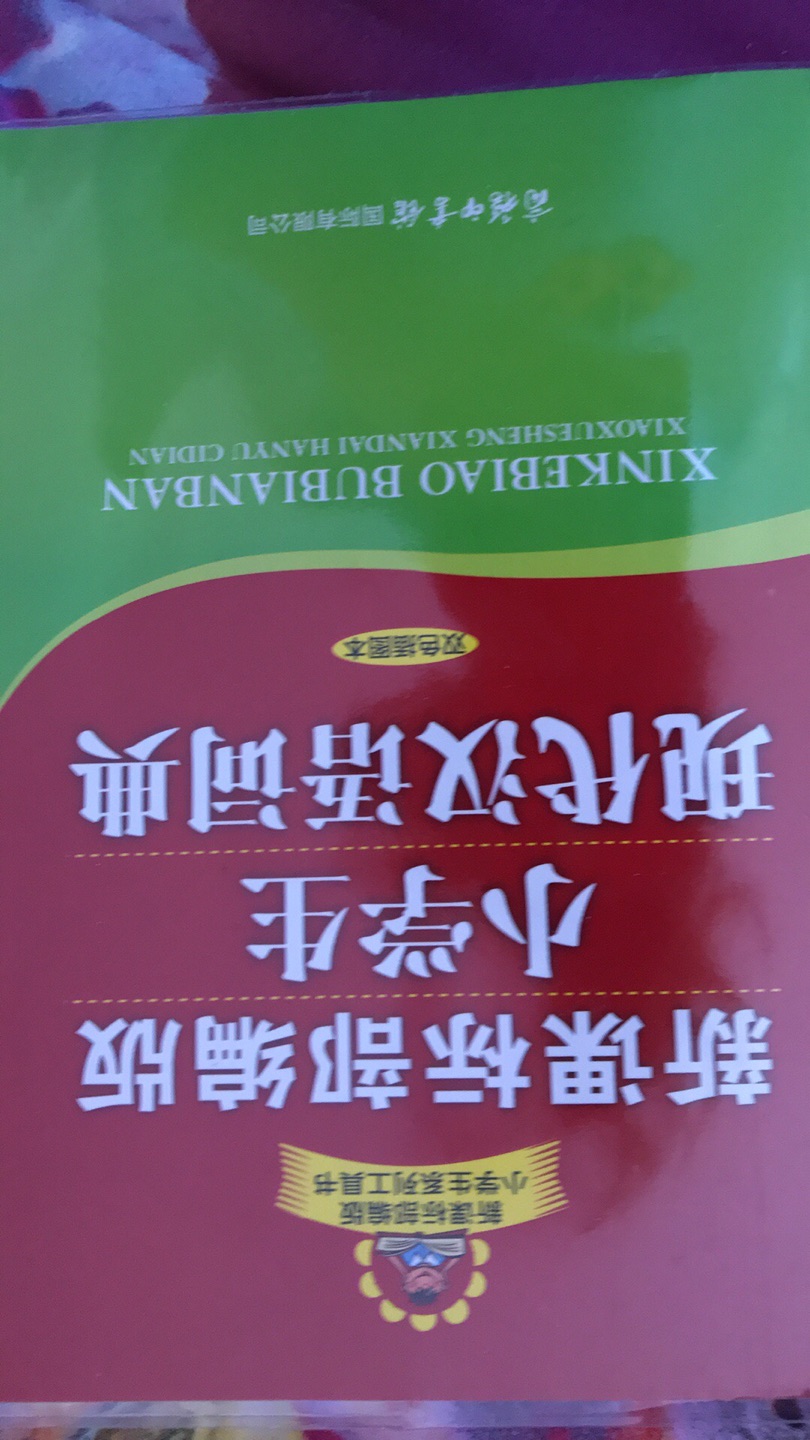 新课标部编版
小学生系列工具书
新课标部编版
小学生
现代汉语词典
双色插图本
XINKEBIAO BUBIANBAN
XIAOXUESHENG XIANDAI HANYU CIDIAN
商务印书馆国际有限公司